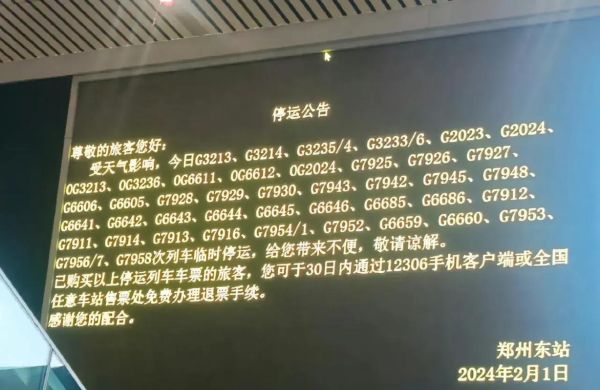 停运公告
尊敬的旅客您好:
受天气影响，今日G3213、G3214、G3235/4、G3233/6、G2023、G2024、
0G3213、0G3236、0G6611、0G6612、0G2024、G7925、G7926、G7927、
G6606、G6605、G7928、G7929、G7930、G7943、G7942、G7945、G7948、
G6641、G6642、G6643、G6644、G6645、G6646、G6685、G6686、G7912、
G7911、G7914、G7913、G7916、G7954/1、G7952、G6659、G6660、G7953、
G7956/7、G7958次列车临时停运，给您带来不便，敬请谅解。
已购买以上停运列车车票的旅客，您可于30日内通过12306手机客户端或全国
任意车站售票处免费办理退票手续。
感谢您的配合。
郑州东站
2024年2月1日